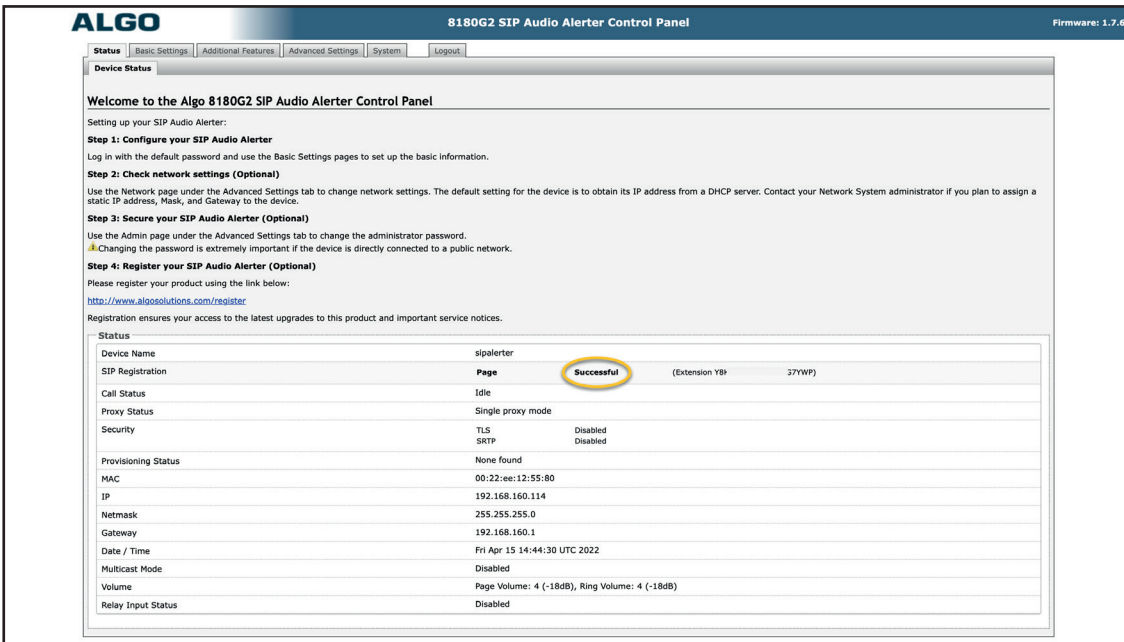 ALGO
8180G2 SIP Audio Alerter Control Panel
Firmware: 1.7.6
Status Basic Settings Additional Features Advanced Settings System Logout
Device Status
Welcome to the Algo 8180G2 SIP Audio Alerter Control Panel
Setting up your SIP Audio Alerter:
Step 1: Configure your SIP Audio Alerter
Log in with the default password and use the Basic Settings pages to set up the basic information.
Step 2: Check network settings (Optional)
Use the Network page under the Advanced Settings tab to change network settings. The default setting for the device is to obtain its IP address from a DHCP server. Contact your Network System administrator if you plan to assign a
static IP address, Mask, and Gateway to the device.
Step 3: Secure your SIP Audio Alerter (Optional)
Use the Admin page under the Advanced Settings tab to change the administrator password.
Changing the password is extremely important if the device is directly connected to a public network.
Step 4: Register your SIP Audio Alerter (Optional)
Please register your product using the link below:
http://www.algosolutions.com/register
Registration ensures your access to the latest upgrades to this product and important service notices.
Status
Device Name sipalerter
SIP Registration Page Successful (Extension
Call Status Idle
Proxy Status Single proxy mode
Security TLS Disabled
SRTP Disabled
Provisioning Status None found
MAC 00:22:ee:12:55:80
IP 192.168.160.114
Netmask 255.255.255.0
Gateway 192.168.160.1
Date / Time Fri Apr 15 14:44:30 UTC 2022
Multicast Mode Disabled
Volume Page Volume: 4 (-18dB), Ring Volume: 4 (-18dB)
Relay Input Status Disabled